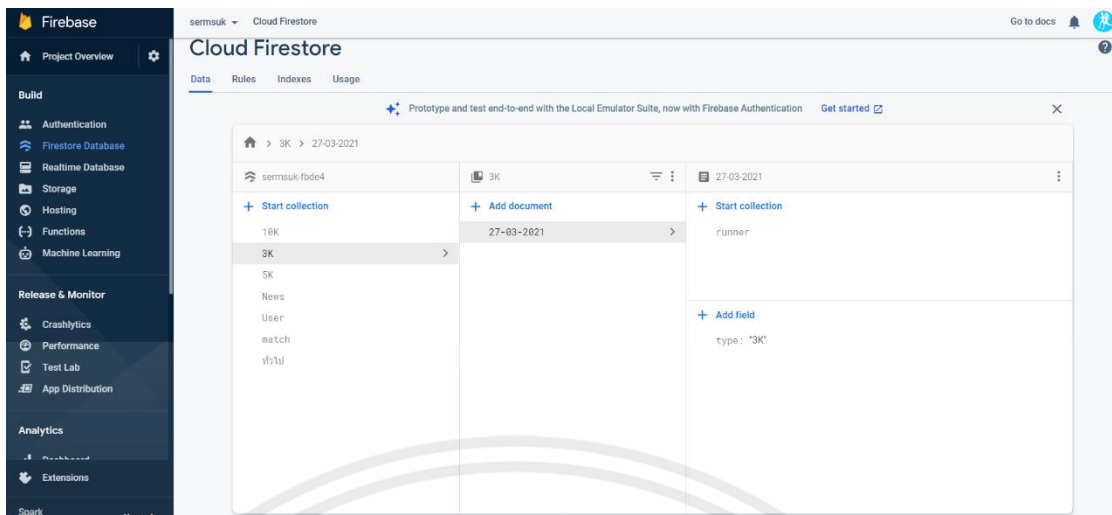 Firebase
sermsuk
Cloud Firestore
Go to docs
Project Overview
Cloud Firestore
Data
Rules
Indexes
Usage
Build
Prototype and test end-to-end with the Local Emulator Suite, now with Firebase Authentication
Get started
Authentication
Firestore Database
Realtime Database
Storage
Hosting
Functions
Machine Learning
Release & Monitor
Crashlytics
Performance
Test Lab
App Distribution
Analytics
Dashboard
Extensions
Spark
> 3K > 27-03-2021
sermsuk-fbde4
+ Start collection
10K
3K
5K
News
User
match
ทั่วไป
3K
+ Add document
27-03-2021
27-03-2021
+ Start collection
runner
+ Add field
type: "3K"